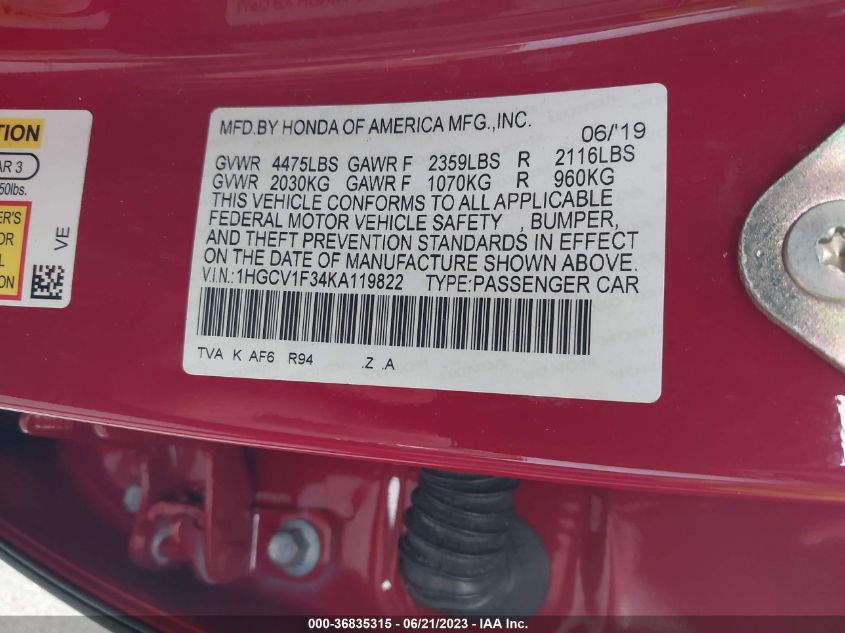 MFD.BY HONDA OF AMERICA MFG.,INC. 06/'19
GVWR 4475LBS GAWR F 2359LBS R 2116LBS
GVWR 2030KG GAWR F 1070KG R 960KG
THIS VEHICLE CONFORMS TO ALL APPLICABLE
FEDERAL MOTOR VEHICLE SAFETY , BUMPER,
AND THEFT PREVENTION STANDARDS IN EFFECT
ON THE DATE OF MANUFACTURE SHOWN ABOVE.
V.I.N.:1HGCV1F34KA119822 TYPE:PASSENGER CAR
TVA K AF6 R94 .Z .A
TION
AR 3
50lbs.
ER'S
FOR
L
VE
000-36835315 - 06/21/2023 - IAA Inc.